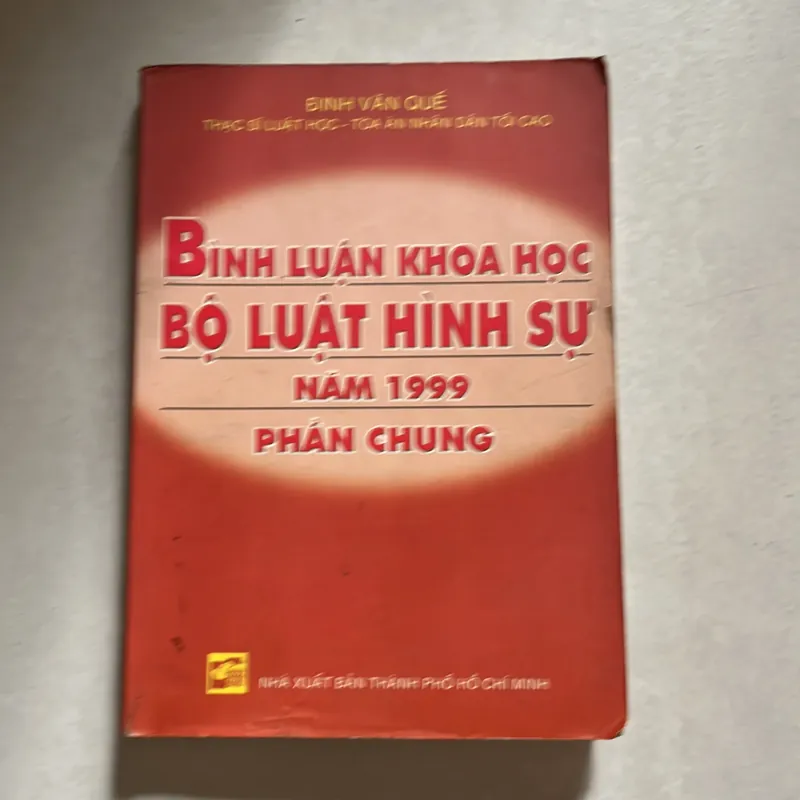 ĐINH VĂN QUẾ
THẠC SĨ LUẬT HỌC - TÒA ÁN NHÂN DÂN TỐI CAO
BÌNH LUẬN KHOA HỌC
BỘ LUẬT HÌNH SỰ
NĂM 1999
PHẦN CHUNG
NHÀ XUẤT BẢN THÀNH PHỐ HỒ CHÍ MINH